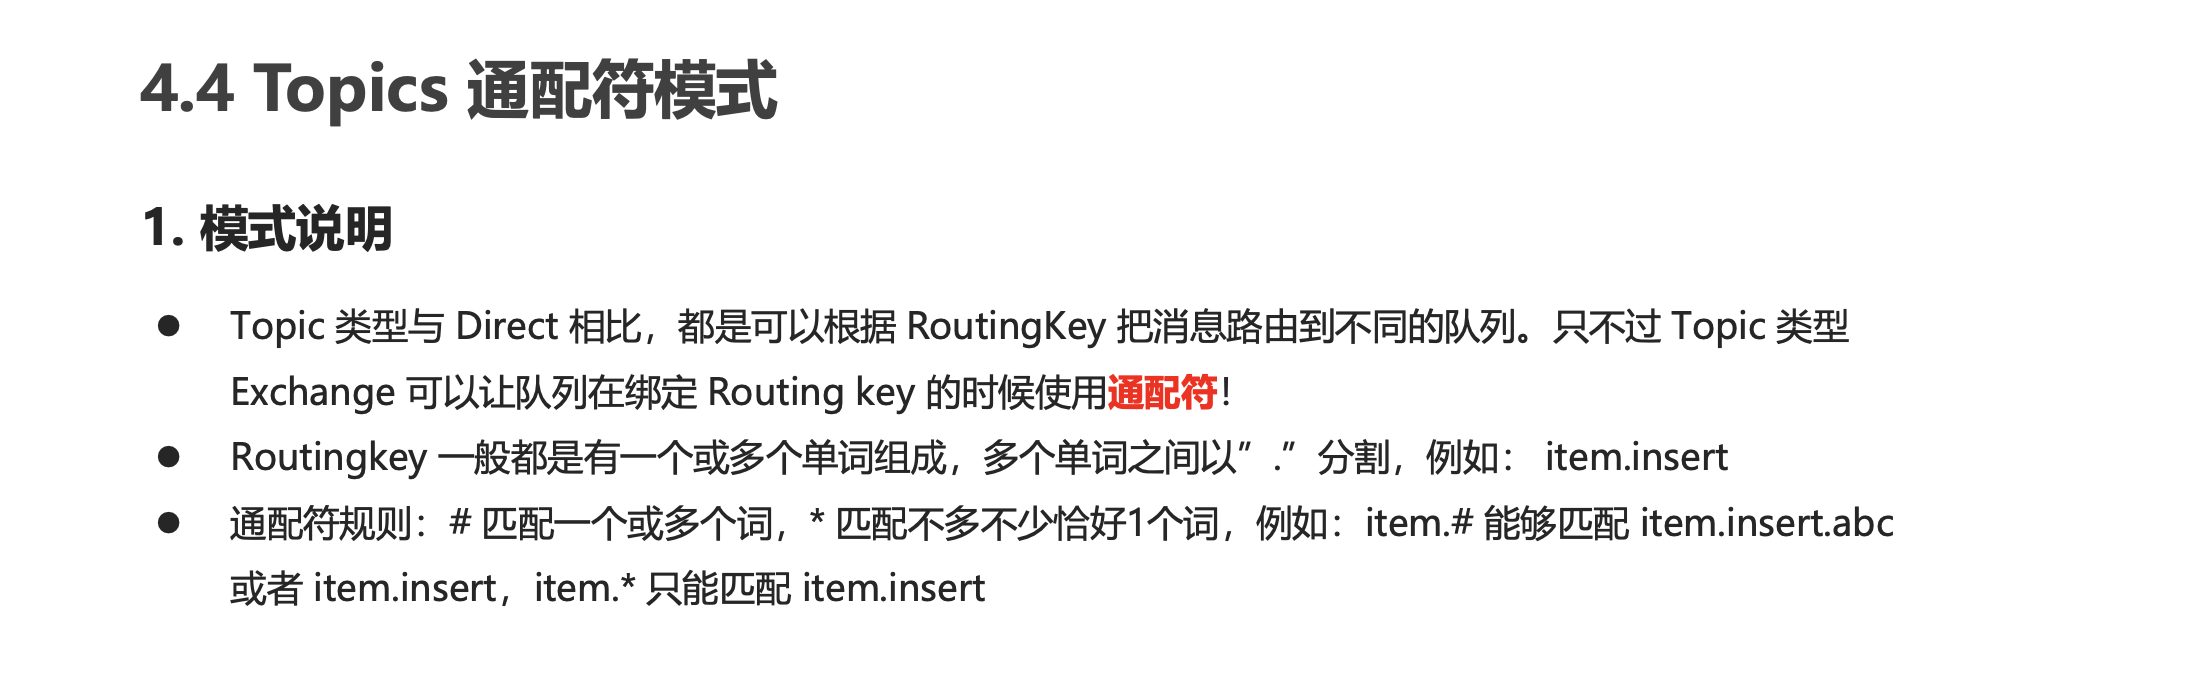 4.4 Topics 通配符模式
1. 模式说明
● Topic 类型与 Direct 相比，都是可以根据 RoutingKey 把消息路由到不同的队列。只不过 Topic 类型
Exchange 可以让队列在绑定 Routing key 的时候使用通配符！
● Routingkey 一般都是有一个或多个单词组成，多个单词之间以”.”分割，例如： item.insert
● 通配符规则：# 匹配一个或多个词，* 匹配不多不少恰好1个词，例如：item.# 能够匹配 item.insert.abc
或者 item.insert，item.* 只能匹配 item.insert